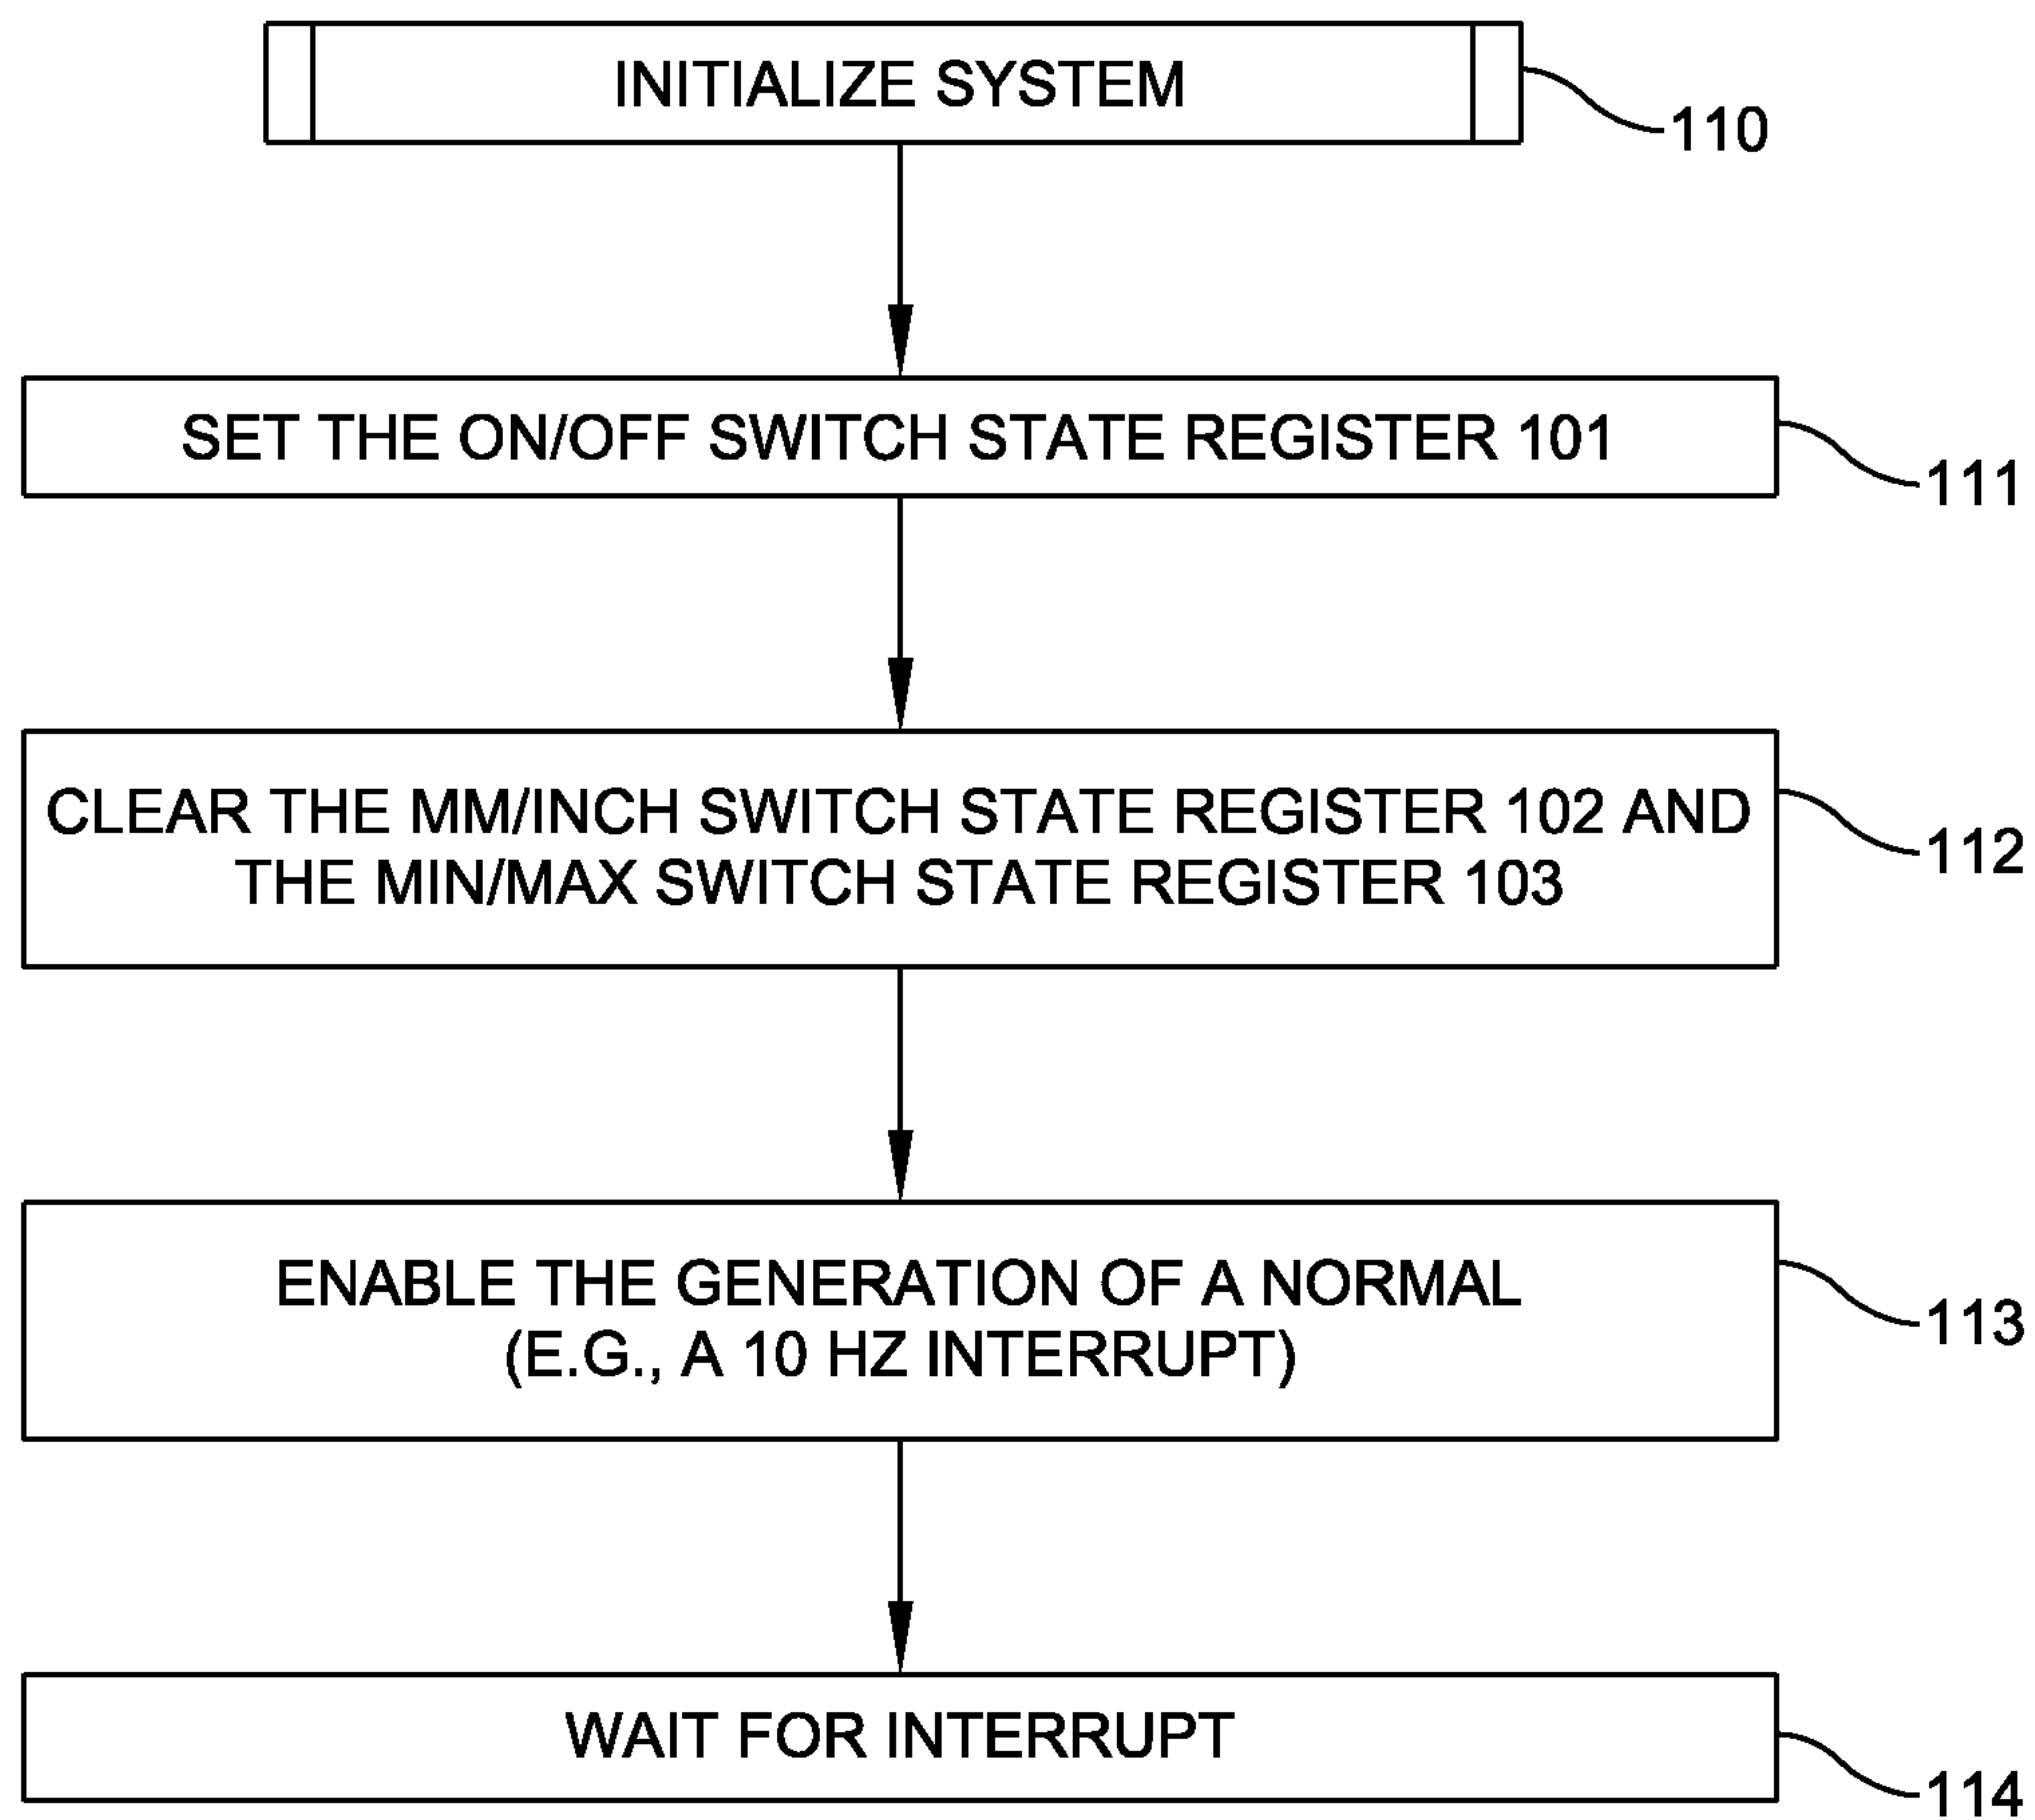 INITIALIZE SYSTEM
110
SET THE ON/OFF SWITCH STATE REGISTER 101
111
CLEAR THE MM/INCH SWITCH STATE REGISTER 102 AND
THE MIN/MAX SWITCH STATE REGISTER 103
112
ENABLE THE GENERATION OF A NORMAL
(E.G., A 10 HZ INTERRUPT)
113
WAIT FOR INTERRUPT
114